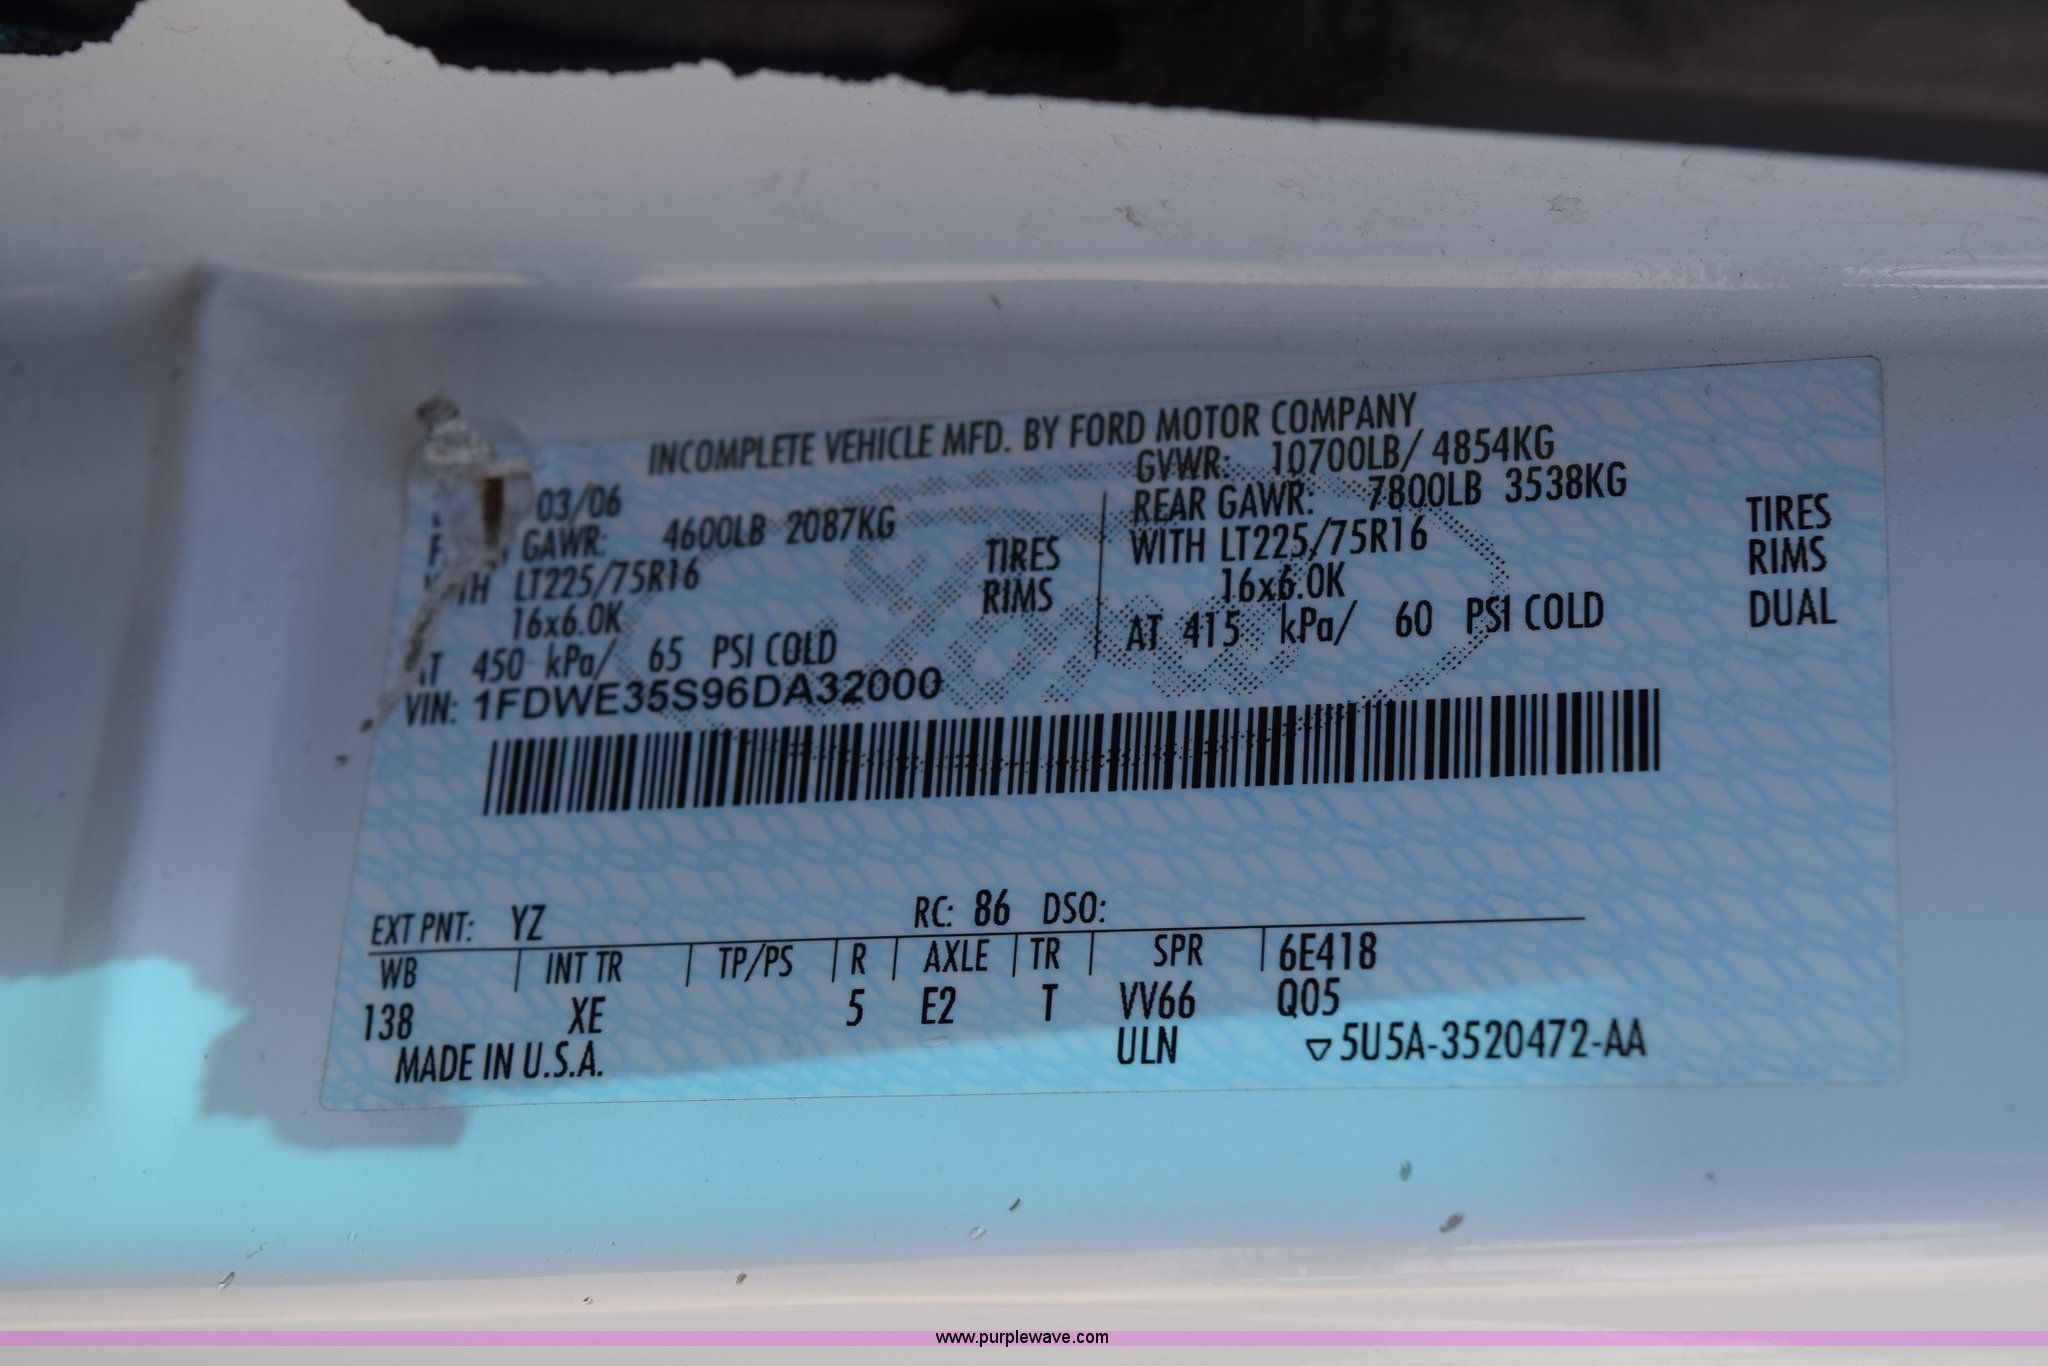 INCOMPLETE VEHICLE MFD. BY FORD MOTOR COMPANY
03/06
GVWR: 10700LB/ 4854KG
GAWR: 4600LB 2087KG
REAR GAWR: 7800LB 3538KG
LT225/75R16 TIRES
WITH LT225/75R16 TIRES
16x6.0K RIMS
16x6.0K RIMS
AT 450 kPa/ 65 PSI COLD
AT 415 kPa/ 60 PSI COLD DUAL
VIN: 1FDWE35S96DA32000
Ford
EXT PNT: YZ RC: 86 DSO:
WB INT TR TP/PS R AXLE TR SPR 6E418
138 XE 5 E2 T VV66 Q05
MADE IN U.S.A. ULN ▽5U5A-3520472-AA
www.purplewave.com